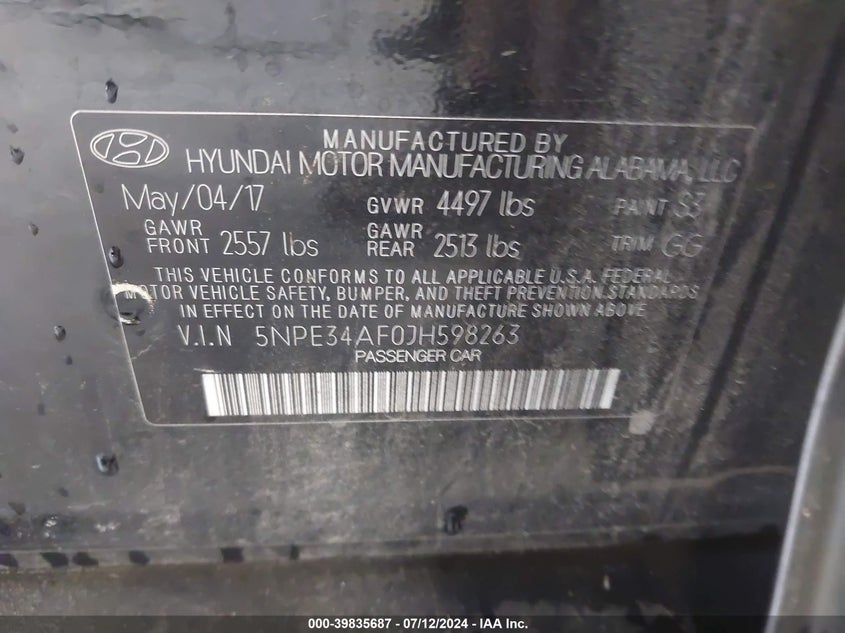 MANUFACTURED BY
HYUNDAI MOTOR MANUFACTURING ALABAMA, LLC
May/04/17 GVWR 4497 lbs PAINT S3
GAWR FRONT 2557 lbs GAWR REAR 2513 lbs TRIM GG
THIS VEHICLE CONFORMS TO ALL APPLICABLE U.S.A. FEDERAL
MOTOR VEHICLE SAFETY, BUMPER, AND THEFT PREVENTION STANDARDS
IN EFFECT ON THE DATE OF MANUFACTURE SHOWN ABOVE
V.I.N 5NPE34AF0JH598263
PASSENGER CAR
000-39835687 / 07/12/2024 - IAA Inc.